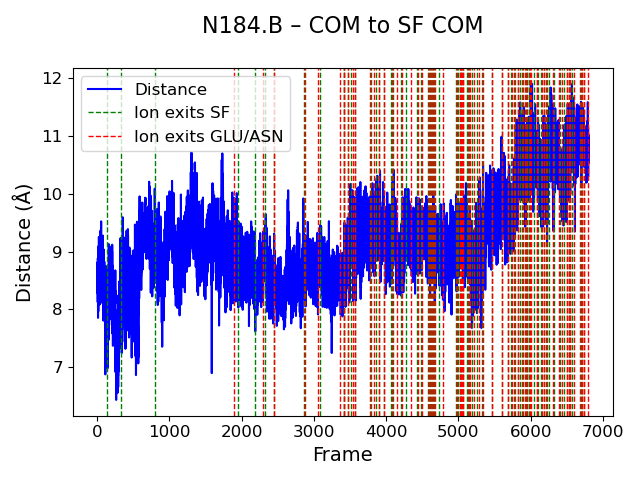 N184.B – COM to SF COM
Distance
Ion exits SF
Ion exits GLU/ASN
Distance (Å)
12
11
10
9
8
7
0 1000 2000 3000 4000 5000 6000 7000
Frame